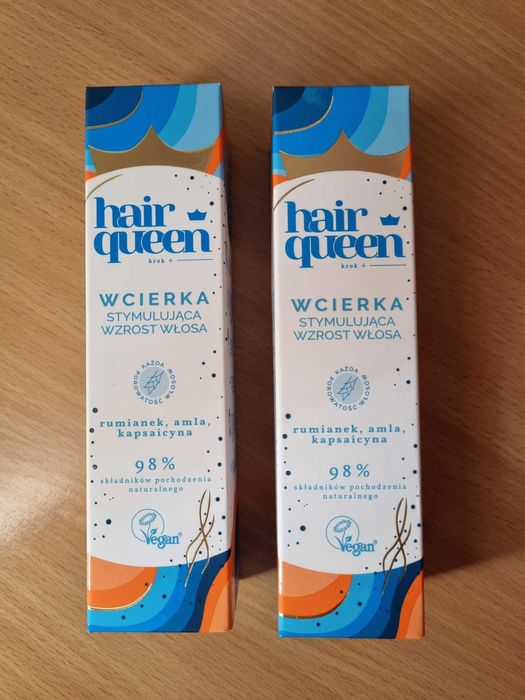 hair
queen
krok +
WCIERKA
STYMULUJĄCA
WZROST WŁOSA
KAŻDA
POROWATOŚĆ WŁOSÓW
rumianek, amla,
kapsaicyna
98%
składników pochodzenia
naturalnego
Vegan®
hair
queen
krok +
WCIERKA
STYMULUJĄCA
WZROST WŁOSA
KAŻDA
POROWATOŚĆ WŁOSÓW
rumianek, amla,
kapsaicyna
98%
składników pochodzenia
naturalnego
Vegan®